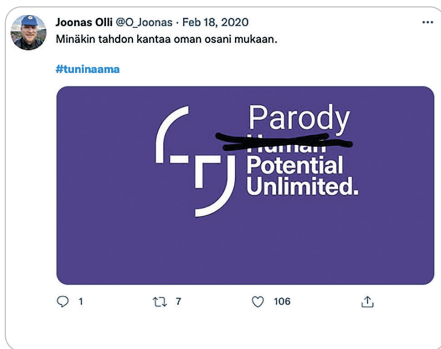 Joonas Olli @O_Joonas · Feb 18, 2020
Minäkin tahdon kantaa oman osani mukaan.
#tuninaama
Parody
Human
Potential
Unlimited.
1 7 106